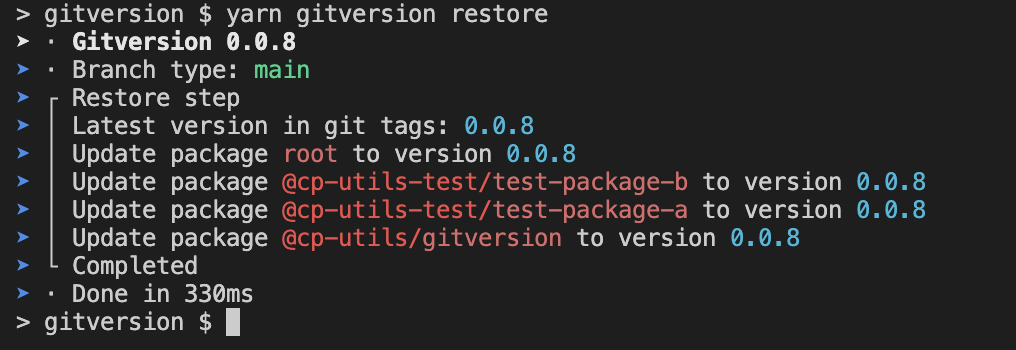 > gitversion $ yarn gitversion restore
➤ · Gitversion 0.0.8
➤ · Branch type: main
➤ ┌ Restore step
➤ │ Latest version in git tags: 0.0.8
➤ │ Update package root to version 0.0.8
➤ │ Update package @cp-utils-test/test-package-b to version 0.0.8
➤ │ Update package @cp-utils-test/test-package-a to version 0.0.8
➤ │ Update package @cp-utils/gitversion to version 0.0.8
➤ └ Completed
➤ · Done in 330ms
> gitversion $